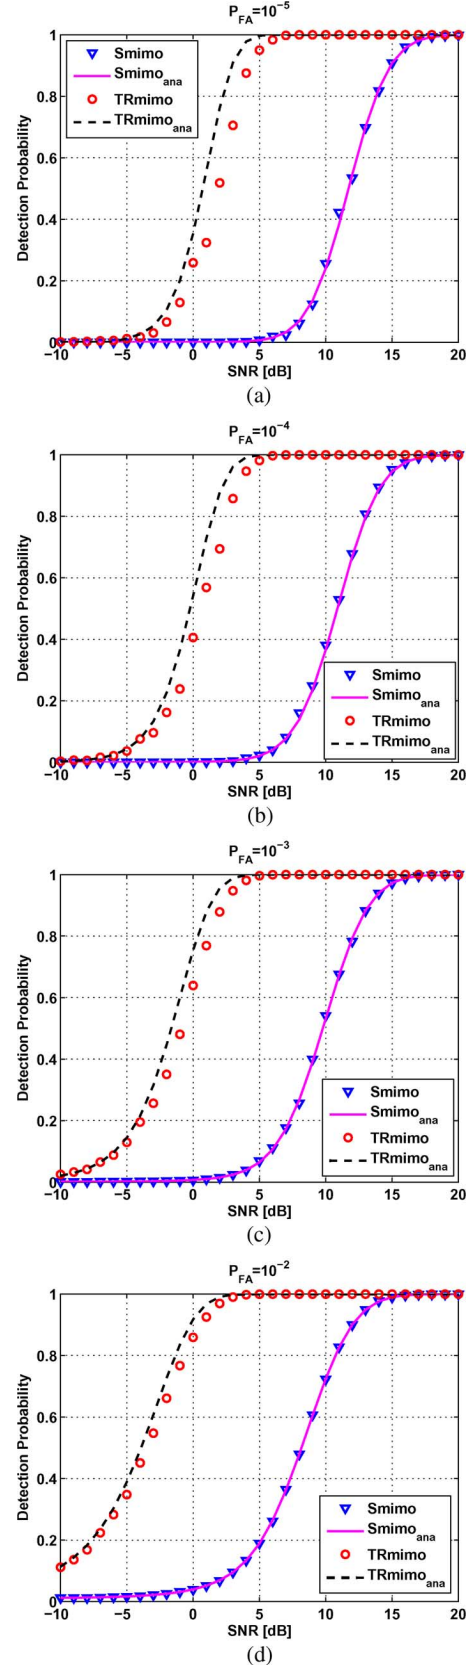 P_FA=10^-5
Smimo
Smimo_ana
TRmimo
TRmimo_ana
Detection Probability
1
0.8
0.6
0.4
0.2
0
−10 −5 0 5 10 15 20
SNR [dB]
(a)
P_FA=10^-4
Detection Probability
1
0.8
0.6
0.4
0.2
0
Smimo
Smimo_ana
TRmimo
TRmimo_ana
−10 −5 0 5 10 15 20
SNR [dB]
(b)
P_FA=10^-3
Detection Probability
1
0.8
0.6
0.4
0.2
0
Smimo
Smimo_ana
TRmimo
TRmimo_ana
−10 −5 0 5 10 15 20
SNR [dB]
(c)
P_FA=10^-2
Detection Probability
1
0.8
0.6
0.4
0.2
0
Smimo
Smimo_ana
TRmimo
TRmimo_ana
−10 −5 0 5 10 15 20
SNR [dB]
(d)